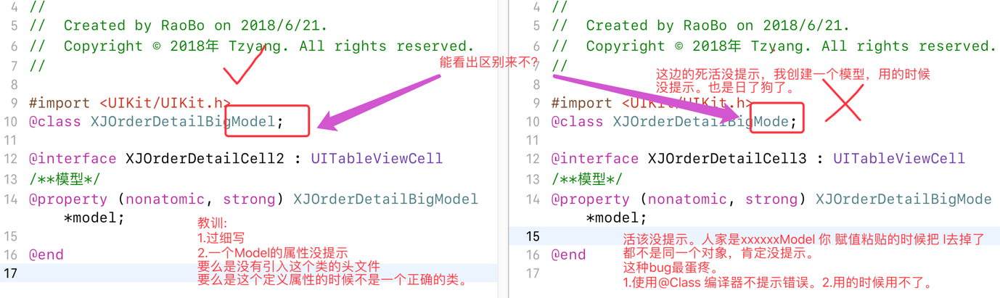 4 //
5 //  Created by RaoBo on 2018/6/21.
6 //  Copyright © 2018年 Tzyang. All rights reserved.
7 //
8
9 #import <UIKit/UIKit.h>
10 @class XJOrderDetailBigModel;
11
12 @interface XJOrderDetailCell2 : UITableViewCell
13 /**模型*/
14 @property (nonatomic, strong) XJOrderDetailBigModel
*model;
15
16 @end
17
教训:
1.过细写
2.一个Model的属性没提示
要么是没有引入这个类的头文件
要么是这个定义属性的时候不是一个正确的类。
能看出区别来不?
4 //
5 //  Created by RaoBo on 2018/6/21.
6 //  Copyright © 2018年 Tzyang. All rights reserved.
7 //
8
9 #import <UIKit/UIKit.h>
10 @class XJOrderDetailBigMode;
11
12 @interface XJOrderDetailCell3 : UITableViewCell
13 /**模型*/
14 @property (nonatomic, strong) XJOrderDetailBigMode
*model;
15
16 @end
17
这边的死活没提示，我创建一个模型，用的时候
没提示。也是日了狗了。
活该没提示。人家是xxxxxxModel 你 赋值粘贴的时候把 l去掉了
都不是同一个对象，肯定没提示。
这种bug最蛋疼。
1.使用@Class 编译器不提示错误。2.用的时候用不了。